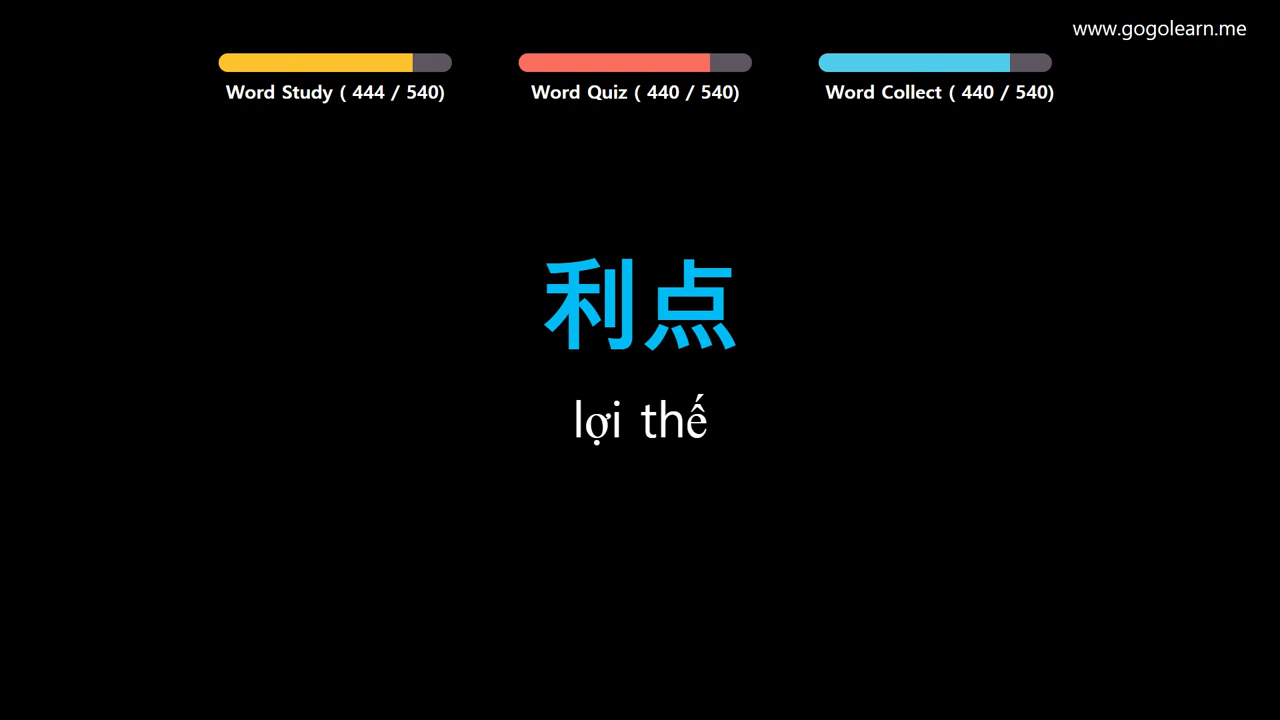 www.gogolearn.me
Word Study ( 444 / 540)
Word Quiz ( 440 / 540)
Word Collect ( 440 / 540)
利点
lợi thế